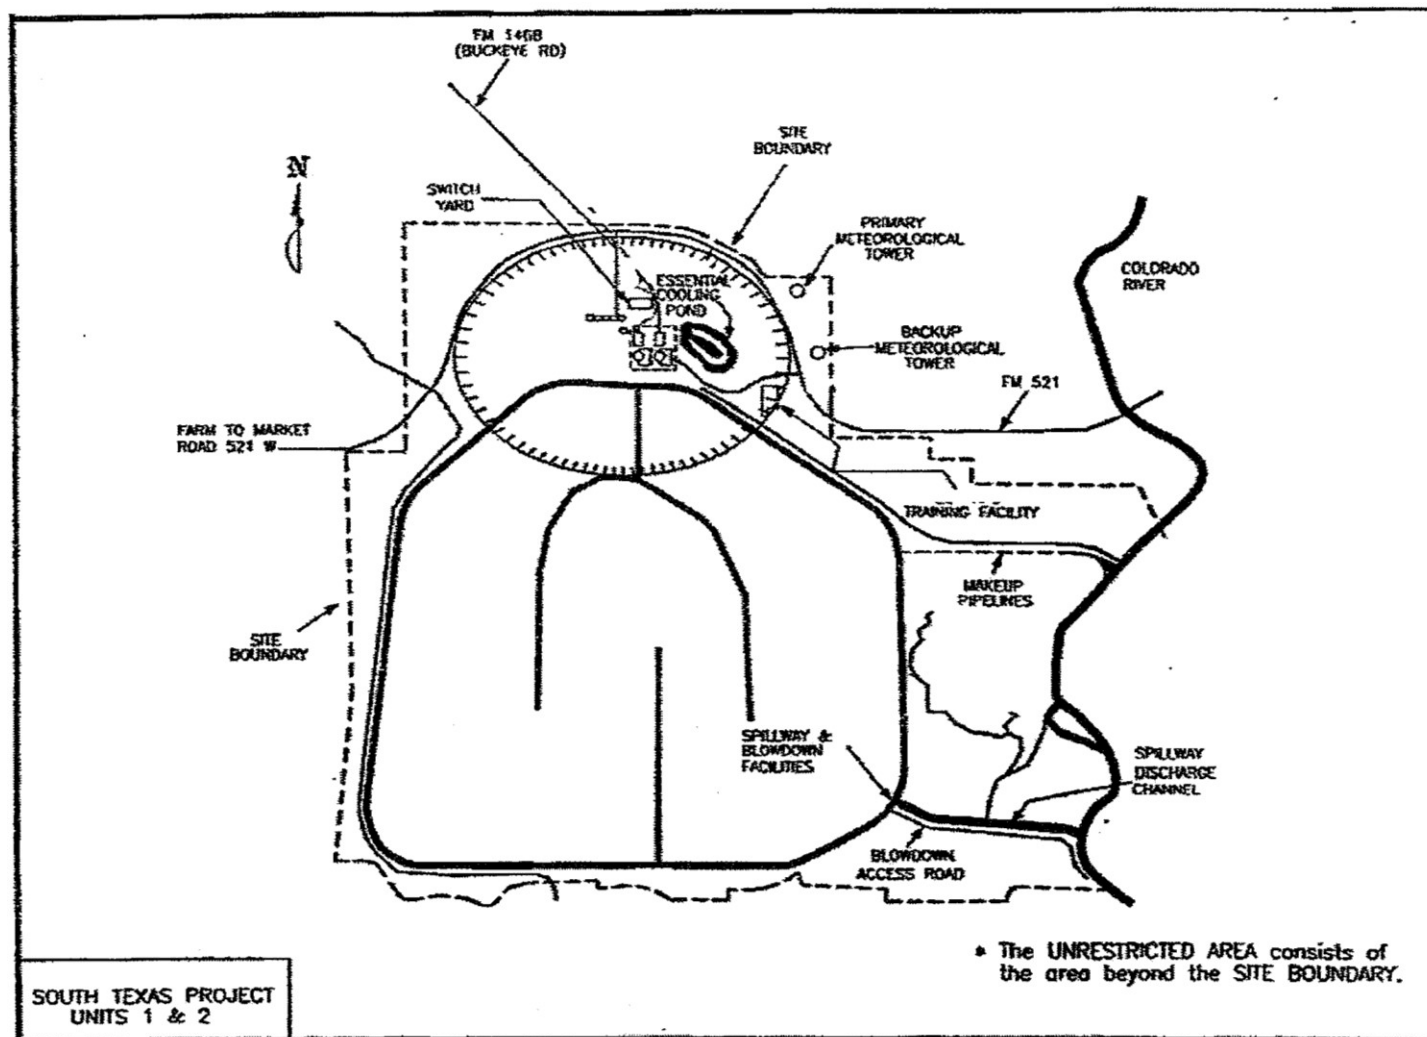 FM 1468
(BUCKEYE RD)
SITE
BOUNDARY
N
SWITCH
YARD
PRIMARY
METEOROLOGICAL
TOWER
COLORADO
RIVER
ESSENTIAL
COOLING
POND
BACKUP
METEOROLOGICAL
TOWER
FM 521
FARM TO MARKET
ROAD 521 W
TRAINING FACILITY
MAKEUP
PIPELINES
SITE
BOUNDARY
SPILLWAY &
BLOWDOWN
FACILITIES
SPILLWAY
DISCHARGE
CHANNEL
BLOWDOWN
ACCESS ROAD
* The UNRESTRICTED AREA consists of
the area beyond the SITE BOUNDARY.
SOUTH TEXAS PROJECT
UNITS 1 & 2